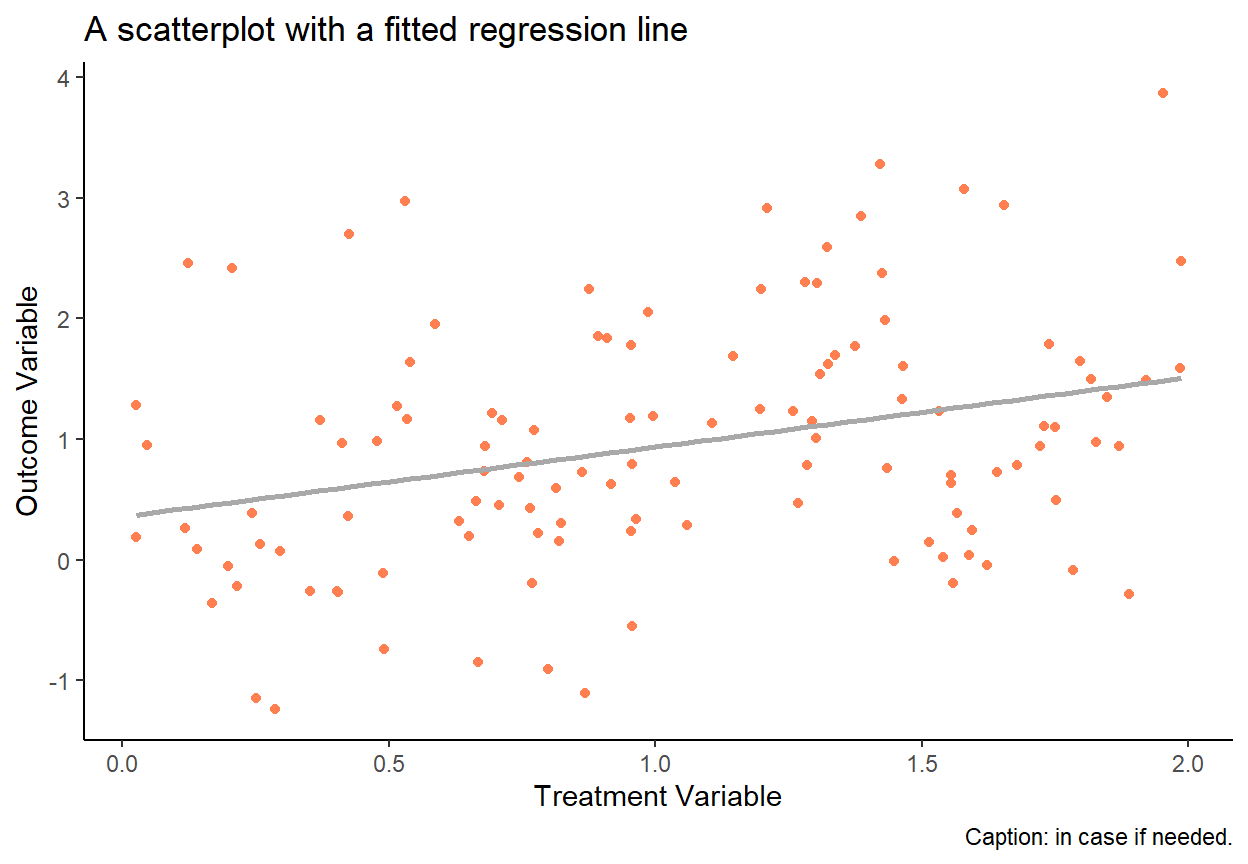 A scatterplot with a fitted regression line
4
3
2
1
0
-1
Outcome Variable
0.0 0.5 1.0 1.5 2.0
Treatment Variable
Caption: in case if needed.